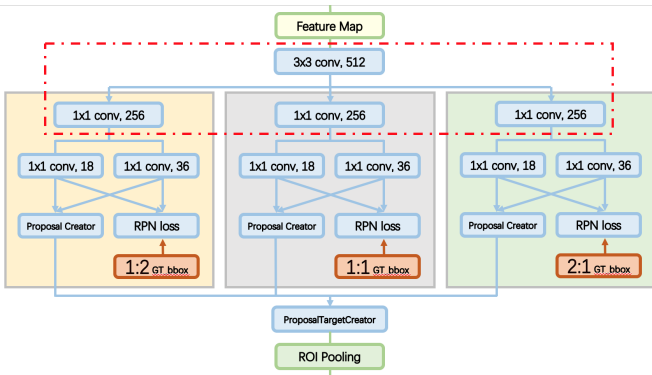 Feature Map
3x3 conv, 512
1x1 conv, 256
1x1 conv, 256
1x1 conv, 256
1x1 conv, 18
1x1 conv, 36
1x1 conv, 18
1x1 conv, 36
1x1 conv, 18
1x1 conv, 36
Proposal Creator
RPN loss
Proposal Creator
RPN loss
Proposal Creator
RPN loss
1:2 GT_bbox
1:1 GT_bbox
2:1 GT_bbox
ProposalTargetCreator
ROI Pooling